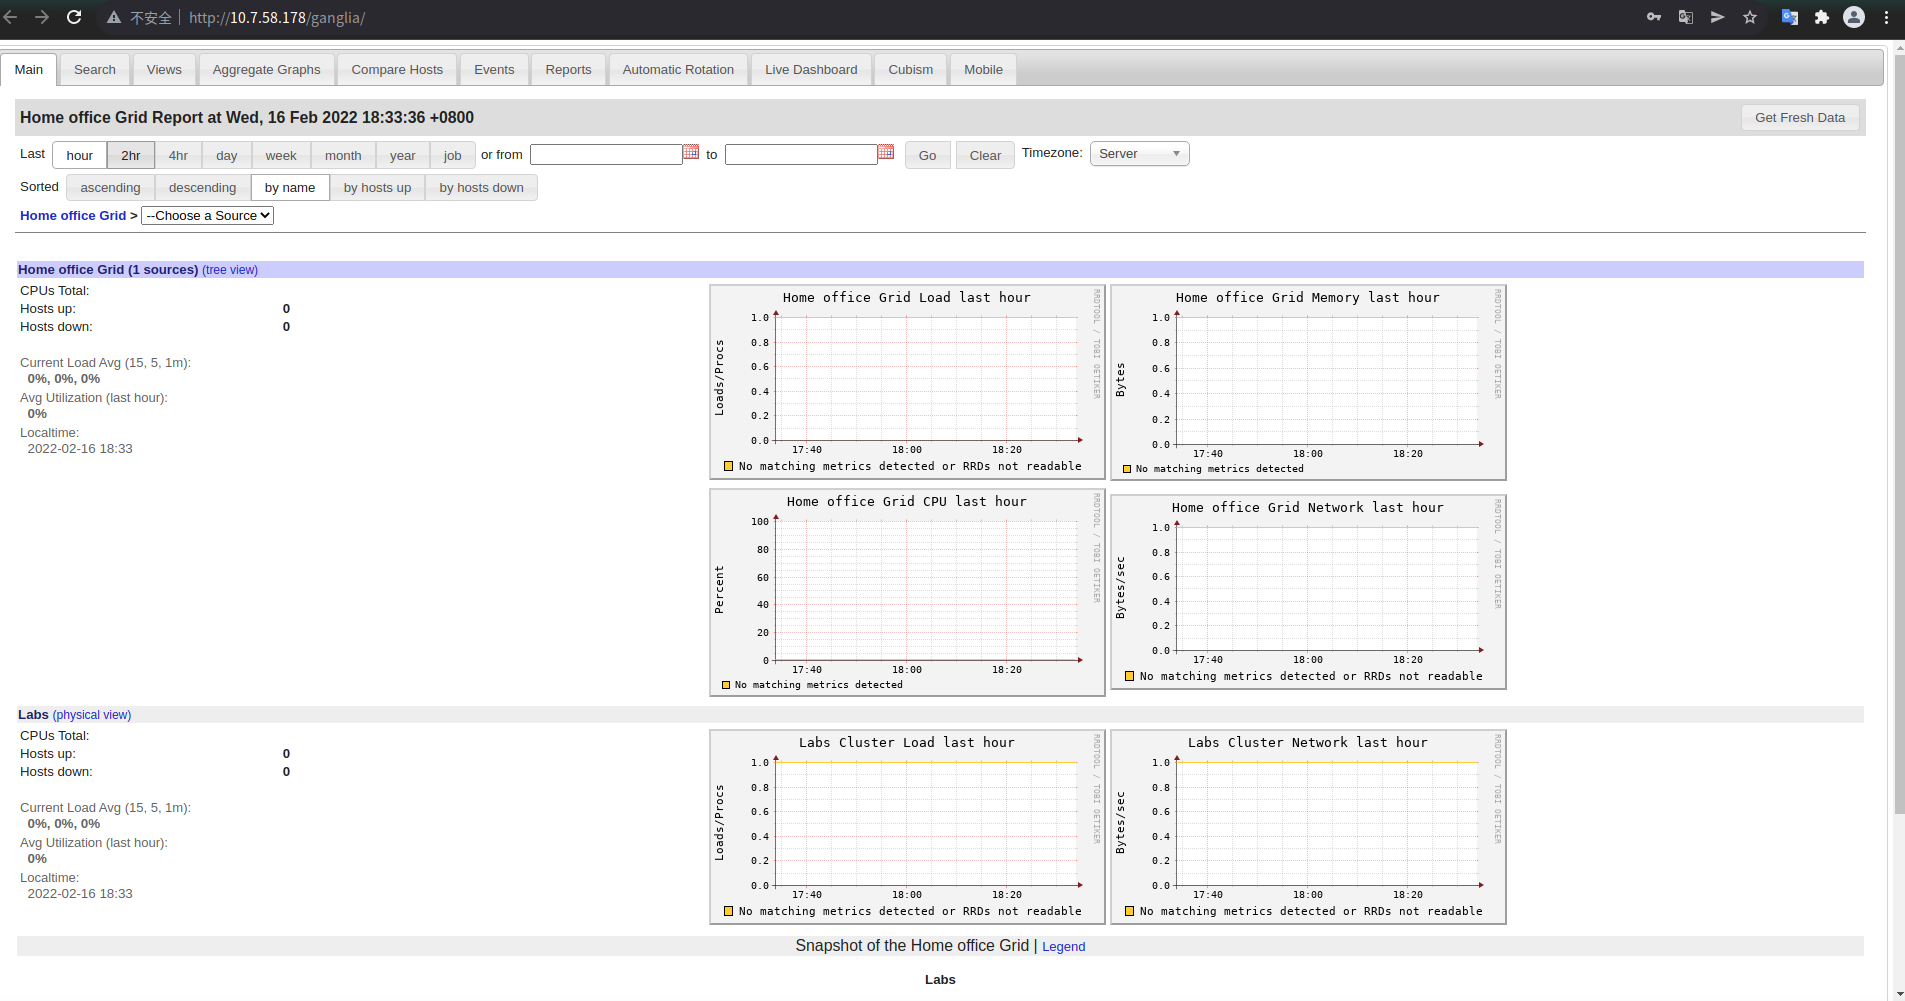 不安全 http://10.7.58.178/ganglia/
Main Search Views Aggregate Graphs Compare Hosts Events Reports Automatic Rotation Live Dashboard Cubism Mobile
Home office Grid Report at Wed, 16 Feb 2022 18:33:36 +0800 Get Fresh Data
Last hour 2hr 4hr day week month year job or from to Go Clear Timezone: Server
Sorted ascending descending by name by hosts up by hosts down
Home office Grid > --Choose a Source
Home office Grid (1 sources) (tree view)
CPUs Total:
Hosts up: 0
Hosts down: 0
Current Load Avg (15, 5, 1m):
0%, 0%, 0%
Avg Utilization (last hour):
0%
Localtime:
2022-02-16 18:33
Home office Grid Load last hour
RRDTOOL / TOBI OETIKER
Loads/Procs
1.0
0.8
0.6
0.4
0.2
0.0
17:40 18:00 18:20
No matching metrics detected or RRDs not readable
Home office Grid Memory last hour
RRDTOOL / TOBI OETIKER
Bytes
1.0
0.8
0.6
0.4
0.2
0.0
17:40 18:00 18:20
No matching metrics detected
Home office Grid CPU last hour
RRDTOOL / TOBI OETIKER
Percent
100
80
60
40
20
0
17:40 18:00 18:20
No matching metrics detected
Home office Grid Network last hour
RRDTOOL / TOBI OETIKER
Bytes/sec
1.0
0.8
0.6
0.4
0.2
0.0
17:40 18:00 18:20
No matching metrics detected or RRDs not readable
Labs (physical view)
CPUs Total:
Hosts up: 0
Hosts down: 0
Current Load Avg (15, 5, 1m):
0%, 0%, 0%
Avg Utilization (last hour):
0%
Localtime:
2022-02-16 18:33
Labs Cluster Load last hour
RRDTOOL / TOBI OETIKER
Loads/Procs
1.0
0.8
0.6
0.4
0.2
0.0
17:40 18:00 18:20
No matching metrics detected or RRDs not readable
Labs Cluster Network last hour
RRDTOOL / TOBI OETIKER
Bytes/sec
1.0
0.8
0.6
0.4
0.2
0.0
17:40 18:00 18:20
No matching metrics detected or RRDs not readable
Snapshot of the Home office Grid | Legend
Labs